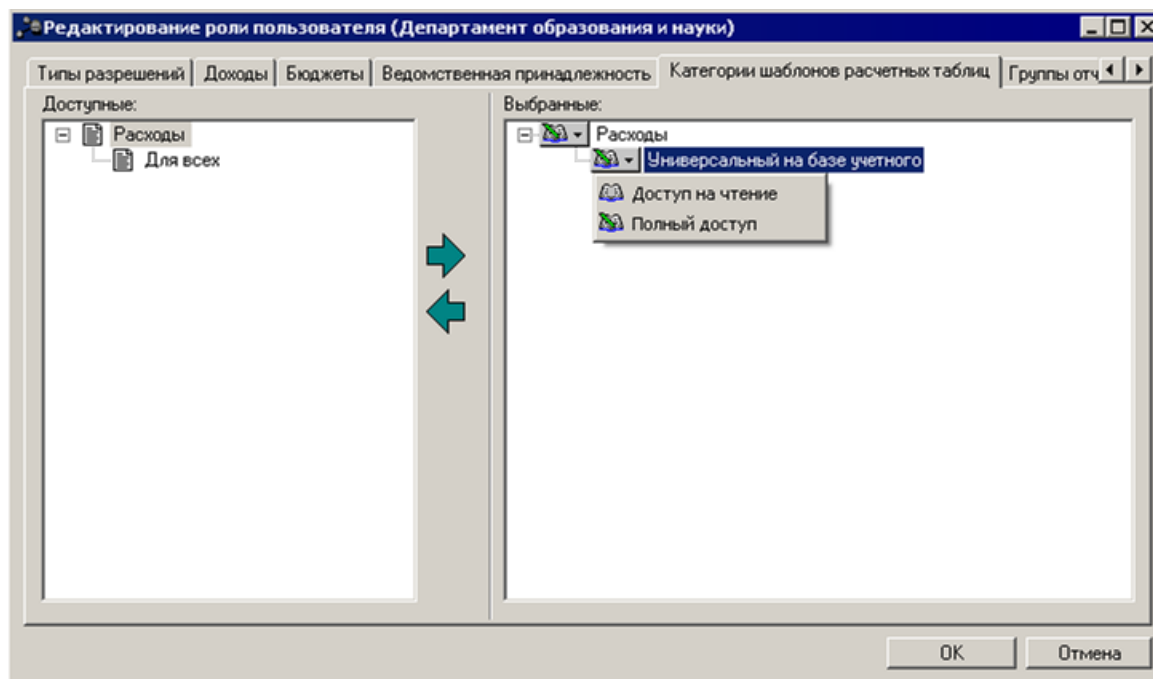 Редактирование роли пользователя (Департамент образования и науки)
Типы разрешений Доходы Бюджеты Ведомственная принадлежность Категории шаблонов расчетных таблиц Группы отч
Доступные:
Выбранные:
Расходы
Для всех
Расходы
Универсальный на базе учетного
Доступ на чтение
Полный доступ
OK Отмена